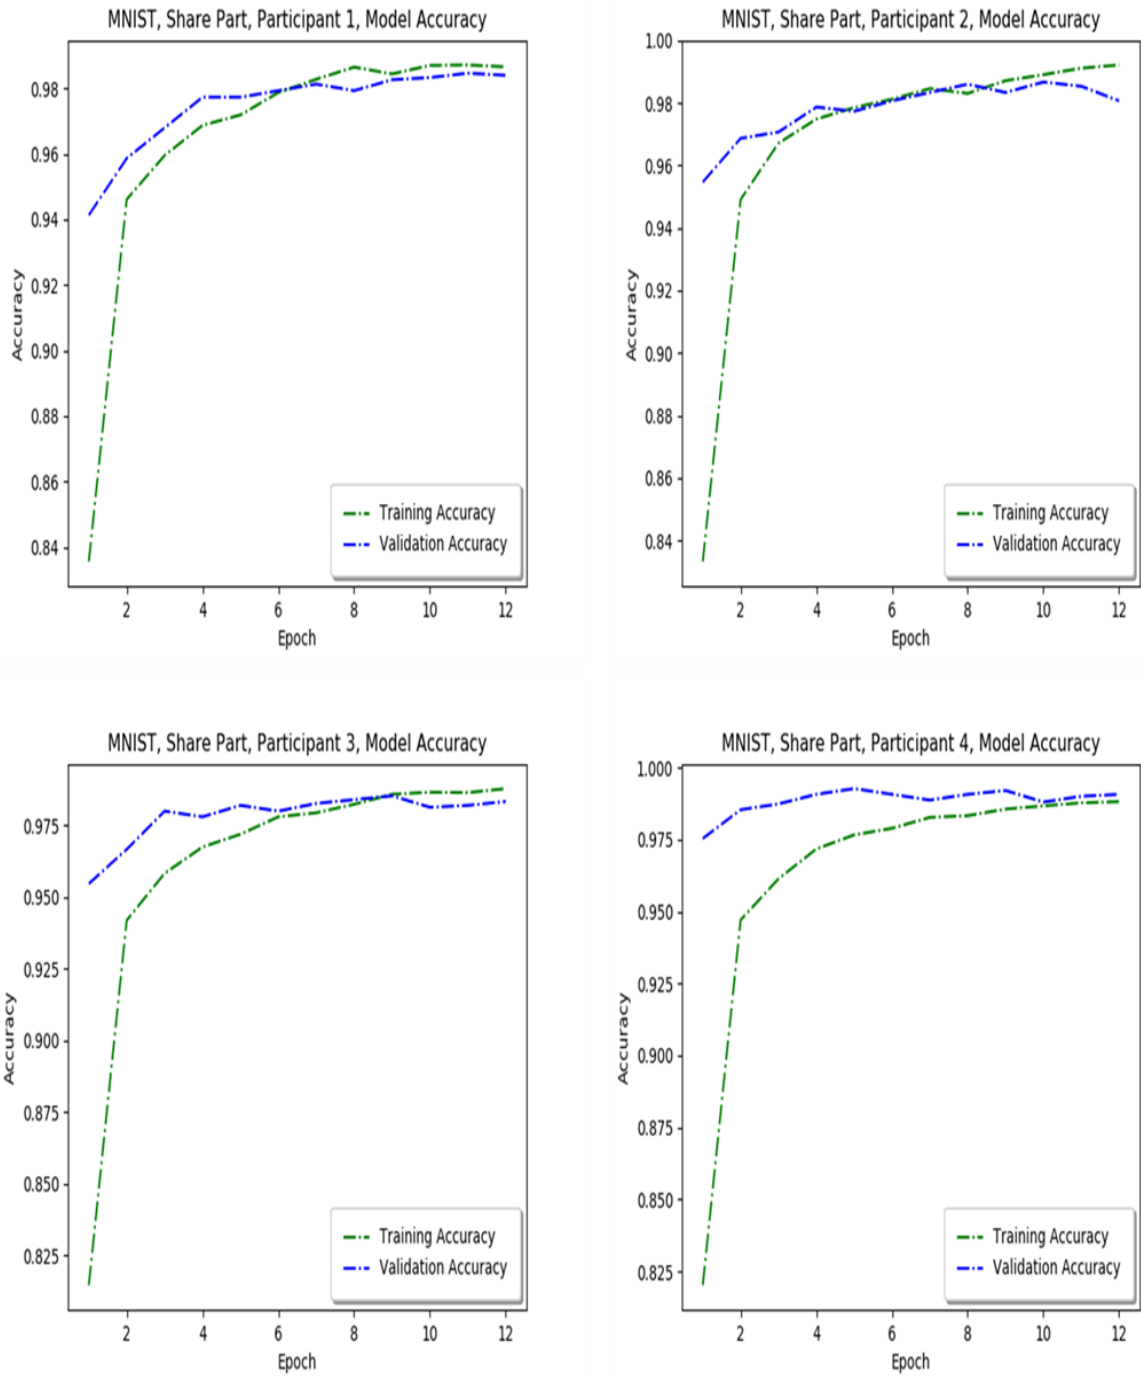 MNIST, Share Part, Participant 1, Model Accuracy
0.98
0.96
0.94
0.92
0.90
0.88
0.86
0.84
Accuracy
Training Accuracy
Validation Accuracy
2 4 6 8 10 12
Epoch
MNIST, Share Part, Participant 2, Model Accuracy
1.00
0.98
0.96
0.94
0.92
0.90
0.88
0.86
0.84
Accuracy
Training Accuracy
Validation Accuracy
2 4 6 8 10 12
Epoch
MNIST, Share Part, Participant 3, Model Accuracy
0.975
0.950
0.925
0.900
0.875
0.850
0.825
Accuracy
Training Accuracy
Validation Accuracy
2 4 6 8 10 12
Epoch
MNIST, Share Part, Participant 4, Model Accuracy
1.000
0.975
0.950
0.925
0.900
0.875
0.850
0.825
Accuracy
Training Accuracy
Validation Accuracy
2 4 6 8 10 12
Epoch